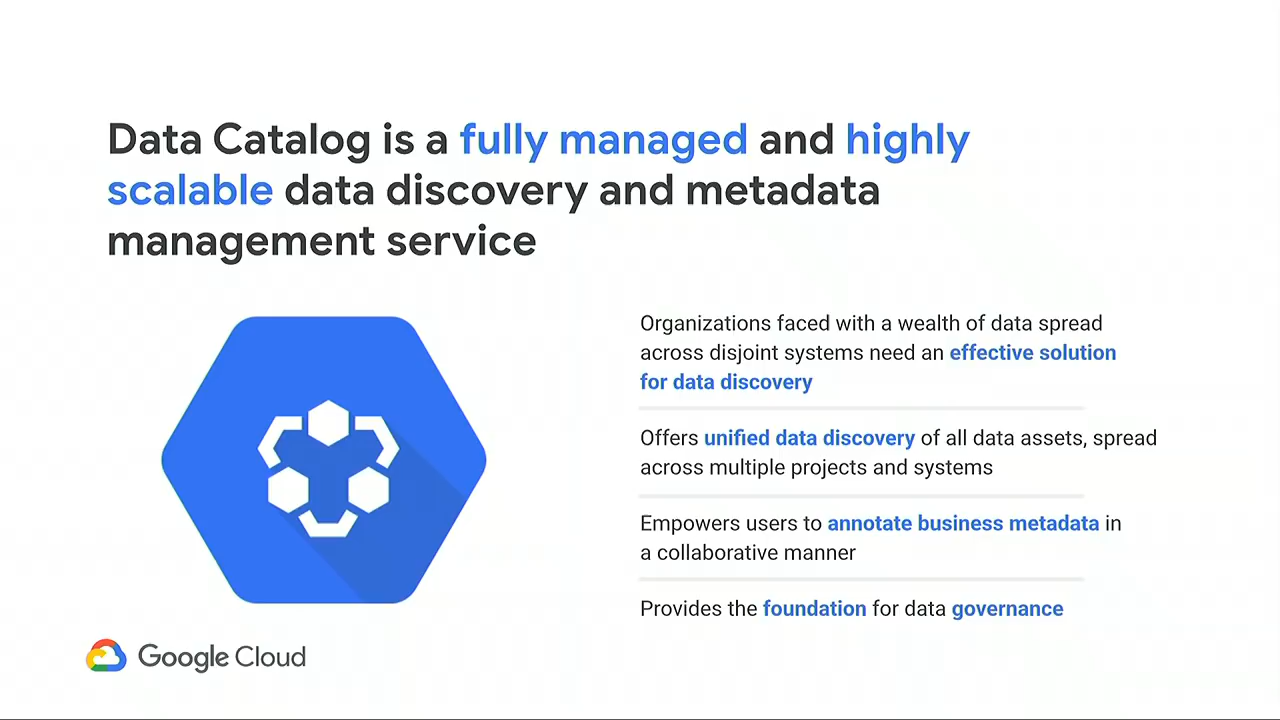 Data Catalog is a fully managed and highly
scalable data discovery and metadata
management service
Organizations faced with a wealth of data spread
across disjoint systems need an effective solution
for data discovery
Offers unified data discovery of all data assets, spread
across multiple projects and systems
Empowers users to annotate business metadata in
a collaborative manner
Provides the foundation for data governance
Google Cloud